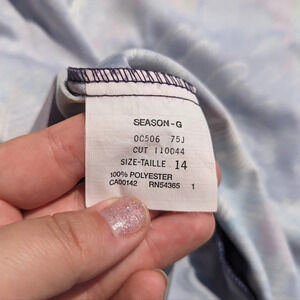 SEASON-G
OC506 75J
CUT 110044
SIZE-TAILLE 14
100% POLYESTER
CA00142 RN54365 1